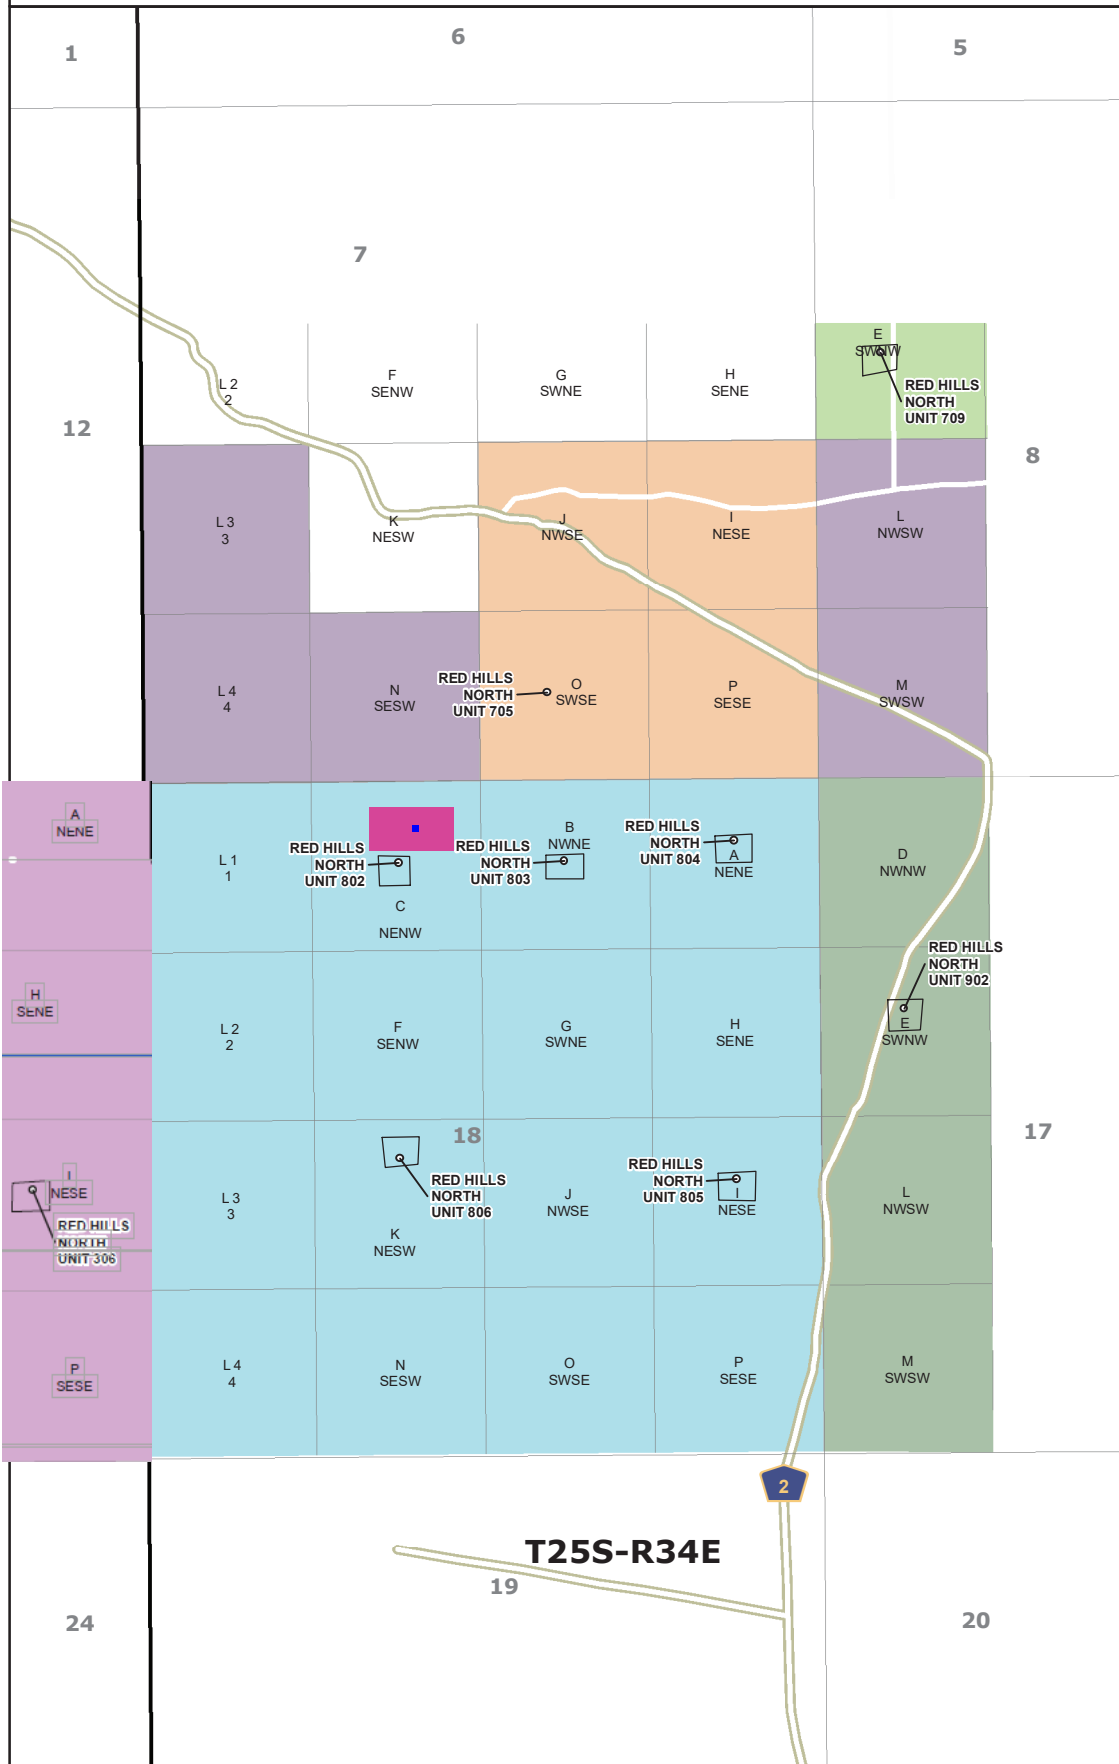 1
6
5
7
E
SWNW
RED HILLS
NORTH
UNIT 709
L 2
2
F
SENW
G
SWNE
H
SENE
12
8
L 3
3
K
NESW
J
NWSE
I
NESE
L
NWSW
L 4
4
N
SESW
RED HILLS
NORTH
UNIT 705
O
SWSE
P
SESE
M
SWSW
A
NENE
L 1
1
RED HILLS
NORTH
UNIT 802
C
NENW
B
NWNE
RED HILLS
NORTH
UNIT 803
RED HILLS
NORTH
UNIT 804
A
NENE
D
NWNW
H
SENE
L 2
2
F
SENW
G
SWNE
H
SENE
RED HILLS
NORTH
UNIT 902
E
SWNW
18
17
I
NESE
RED HILLS
NORTH
UNIT 306
L 3
3
RED HILLS
NORTH
UNIT 806
K
NESW
J
NWSE
RED HILLS
NORTH
UNIT 805
I
NESE
L
NWSW
P
SESE
L 4
4
N
SESW
O
SWSE
P
SESE
M
SWSW
2
T25S-R34E
19
24
20